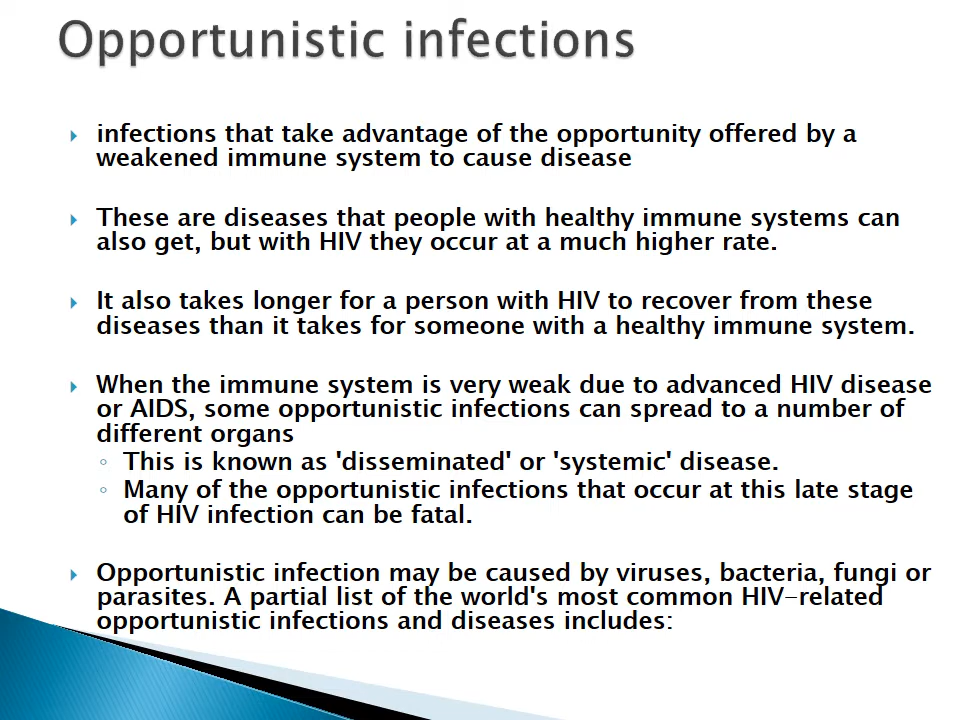 Opportunistic infections
infections that take advantage of the opportunity offered by a
weakened immune system to cause disease
These are diseases that people with healthy immune systems can
also get, but with HIV they occur at a much higher rate.
It also takes longer for a person with HIV to recover from these
diseases than it takes for someone with a healthy immune system.
When the immune system is very weak due to advanced HIV disease
or AIDS, some opportunistic infections can spread to a number of
different organs
This is known as 'disseminated' or 'systemic' disease.
Many of the opportunistic infections that occur at this late stage
of HIV infection can be fatal.
Opportunistic infection may be caused by viruses, bacteria, fungi or
parasites. A partial list of the world's most common HIV-related
opportunistic infections and diseases includes: